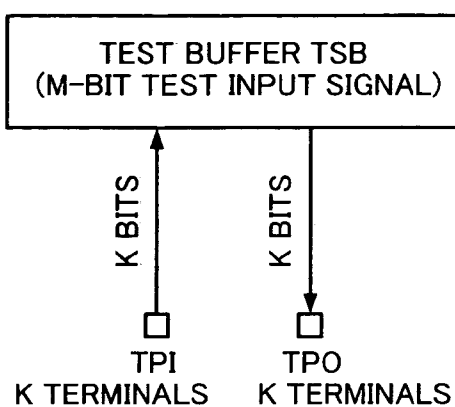 TEST BUFFER TSB
(M-BIT TEST INPUT SIGNAL)
K BITS
K BITS
TPI
K TERMINALS
TPO
K TERMINALS